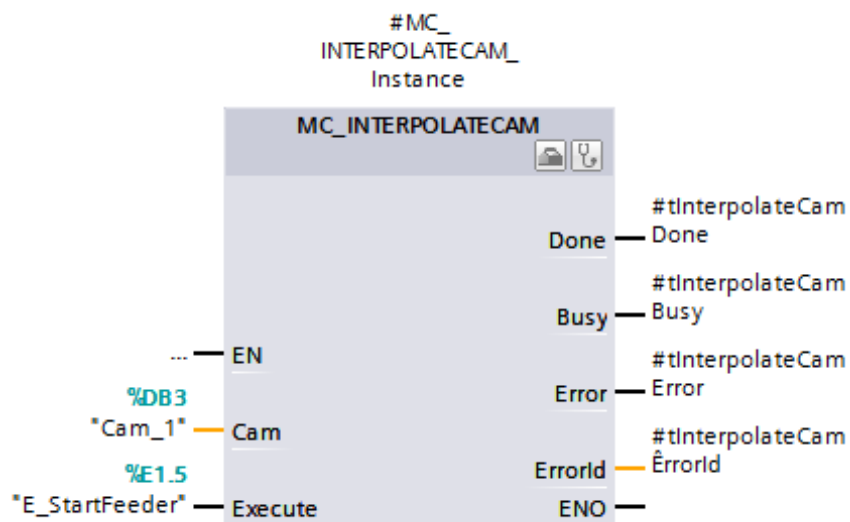 #MC_
INTERPOLATECAM_
Instance
MC_INTERPOLATECAM
#tInterpolateCam
Done
Done
#tInterpolateCam
Busy
Busy
...
EN
#tInterpolateCam
Error
Error
%DB3
"Cam_1"
Cam
#tInterpolateCam
ErrorId
ErrorId
%E1.5
"E_StartFeeder"
Execute
ENO